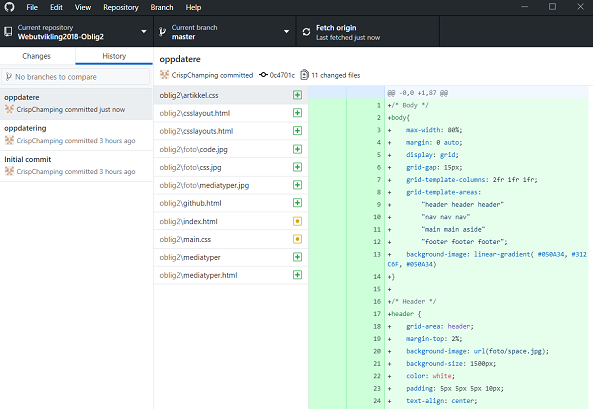 File Edit View Repository Branch Help
Current repository
Webutvikling2018-Oblig2
Current branch
master
Fetch origin
Last fetched just now
Changes
History
No branches to compare
oppdatere
CrispChamping committed just now
oppdatering
CrispChamping committed 3 hours ago
Initial commit
CrispChamping committed 3 hours ago
oppdatere
CrispChamping committed 0c4701c 11 changed files
oblig2\artikkel.css
oblig2\csslayout.html
oblig2\csslayouts.html
oblig2\foto\code.jpg
oblig2\foto\css.jpg
oblig2\foto\mediatyper.jpg
oblig2\github.html
oblig2\index.html
oblig2\main.css
oblig2\mediatyper
oblig2\mediatyper.html
@@ -0,0 +1,87 @@
1 +/* Body */
2 +body{
3 + max-width: 80%;
4 + margin: 0 auto;
5 + display: grid;
6 + grid-gap: 15px;
7 + grid-template-columns: 2fr 1fr 1fr;
8 + grid-template-areas:
9 + "header header header"
10 + "nav nav nav"
11 + "main main aside"
12 + "footer footer footer";
13 + background-image: linear-gradient( #050A34, #312
C6F, #050A34)
14 +}
15 +
16 +/* Header */
17 +header {
18 + grid-area: header;
19 + margin-top: 2%;
20 + background-image: url(foto/space.jpg);
21 + background-size: 1500px;
22 + color: white;
23 + padding: 5px 5px 5px 10px;
24 + text-align: center;